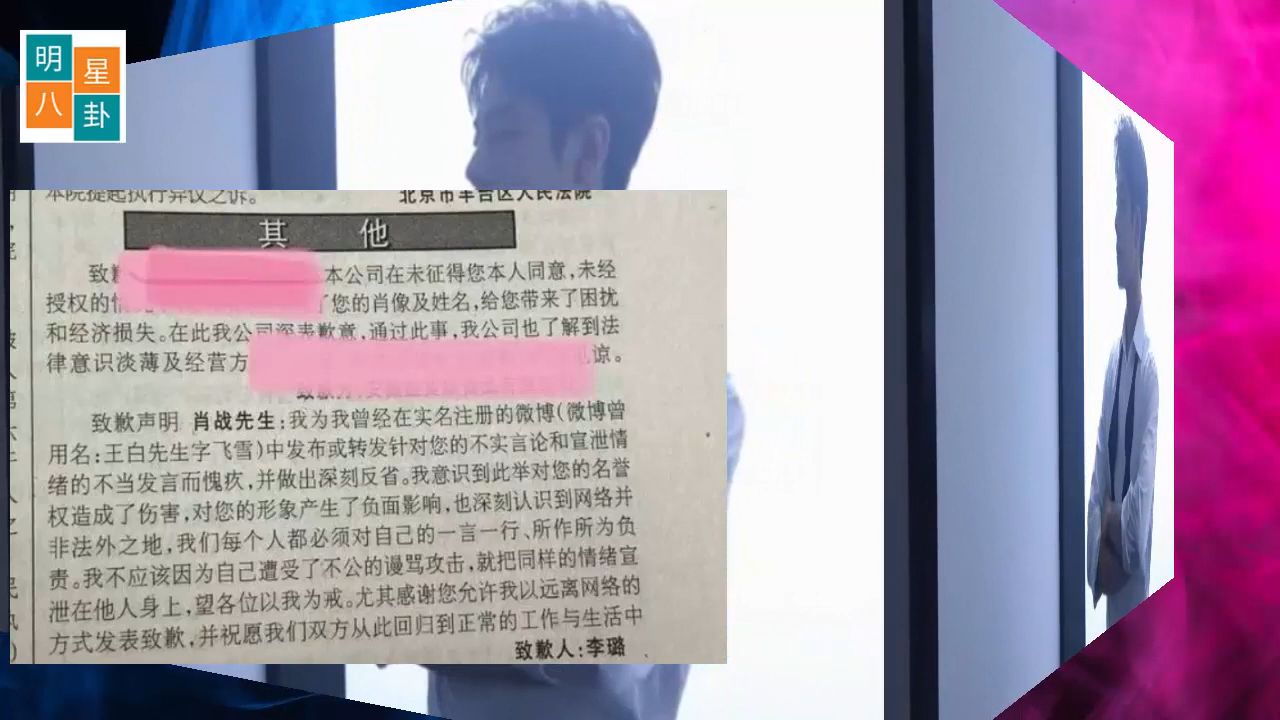 明星
八卦
本院提起执行异议之诉。 北京市丰台区人民法院
其 他
致歉 本公司在未征得您本人同意,未经
授权的情 了您的肖像及姓名,给您带来了困扰
和经济损失。在此我公司深表歉意,通过此事,我公司也了解到法
律意识淡薄及经营方 谅。
致歉声明 肖战先生:我为我曾经在实名注册的微博(微博曾
用名:王白先生字飞雪)中发布或转发针对您的不实言论和宣泄情
绪的不当发言而愧疚,并做出深刻反省。我意识到此举对您的名誉
权造成了伤害,对您的形象产生了负面影响,也深刻认识到网络并
非法外之地,我们每个人都必须对自己的一言一行、所作所为负
责。我不应该因为自己遭受了不公的谩骂攻击,就把同样的情绪宣
泄在他人身上,望各位以我为戒。尤其感谢您允许我以远离网络的
方式发表致歉,并祝愿我们双方从此回归到正常的工作与生活中
致歉人:李璐